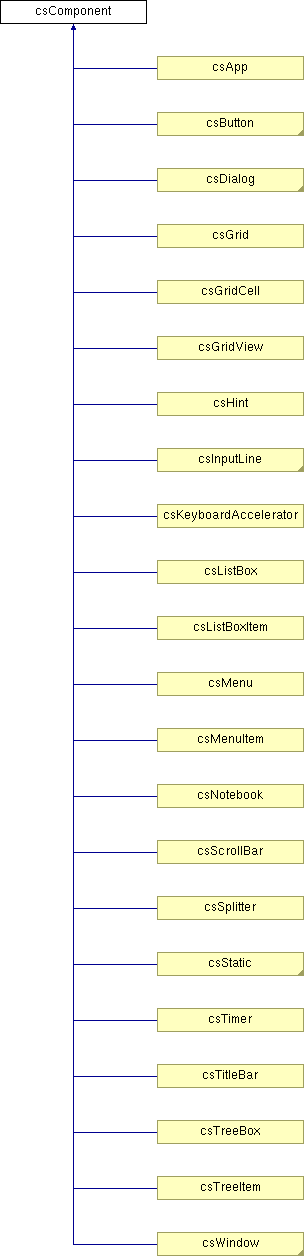 csComponent
csApp
csButton
csDialog
csGrid
csGridCell
csGridView
csHint
csInputLine
csKeyboardAccelerator
csListBox
csListBoxItem
csMenu
csMenuItem
csNotebook
csScrollBar
csSplitter
csStatic
csTimer
csTitleBar
csTreeBox
csTreeItem
csWindow